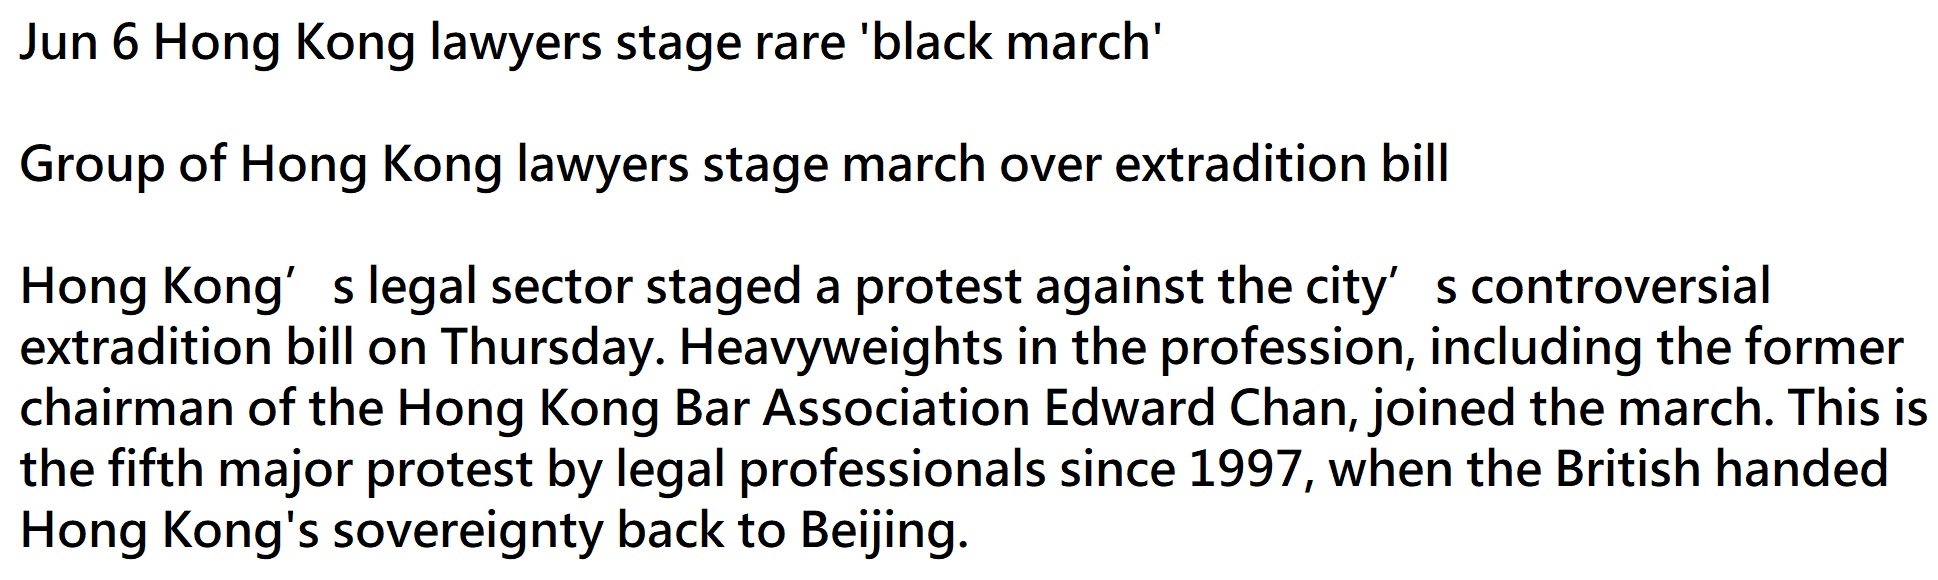 Jun 6 Hong Kong lawyers stage rare 'black march'
Group of Hong Kong lawyers stage march over extradition bill
Hong Kong’ s legal sector staged a protest against the city’ s controversial
extradition bill on Thursday. Heavyweights in the profession, including the former
chairman of the Hong Kong Bar Association Edward Chan, joined the march. This is
the fifth major protest by legal professionals since 1997, when the British handed
Hong Kong's sovereignty back to Beijing.